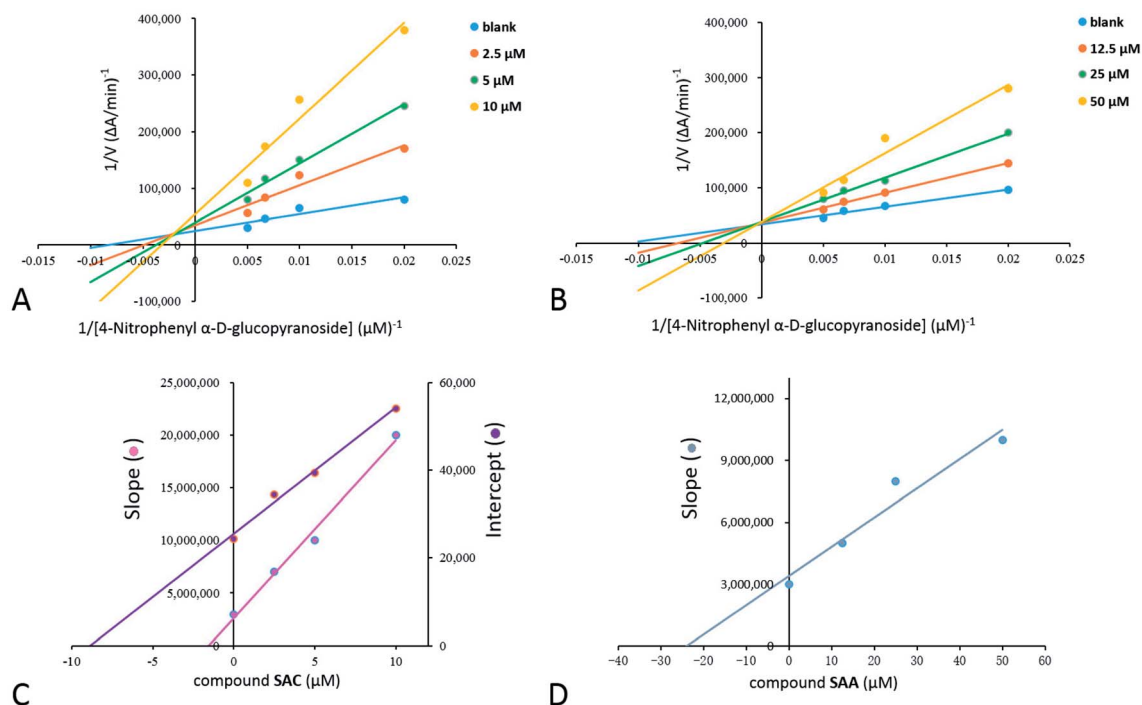 400,000
300,000
200,000
100,000
0
-100,000
-0.015
-0.01
-0.005
0
0.005
0.01
0.015
0.02
0.025
1/V (ΔA/min)-1
blank
2.5 μM
5 μM
10 μM
A
1/[4-Nitrophenyl α-D-glucopyranoside] (μM)-1
400,000
300,000
200,000
100,000
0
-100,000
-0.015
-0.01
-0.005
0
0.005
0.01
0.015
0.02
0.025
1/V (ΔA/min)-1
blank
12.5 μM
25 μM
50 μM
B
1/[4-Nitrophenyl α-D-glucopyranoside] (μM)-1
25,000,000
20,000,000
15,000,000
10,000,000
5,000,000
0
60,000
40,000
20,000
0
Slope ( )
Intercept ( )
-10
-5
0
5
10
compound SAC (μM)
C
12,000,000
9,000,000
6,000,000
3,000,000
0
Slope ( )
-40
-30
-20
-10
0
10
20
30
40
50
60
compound SAA (μM)
D